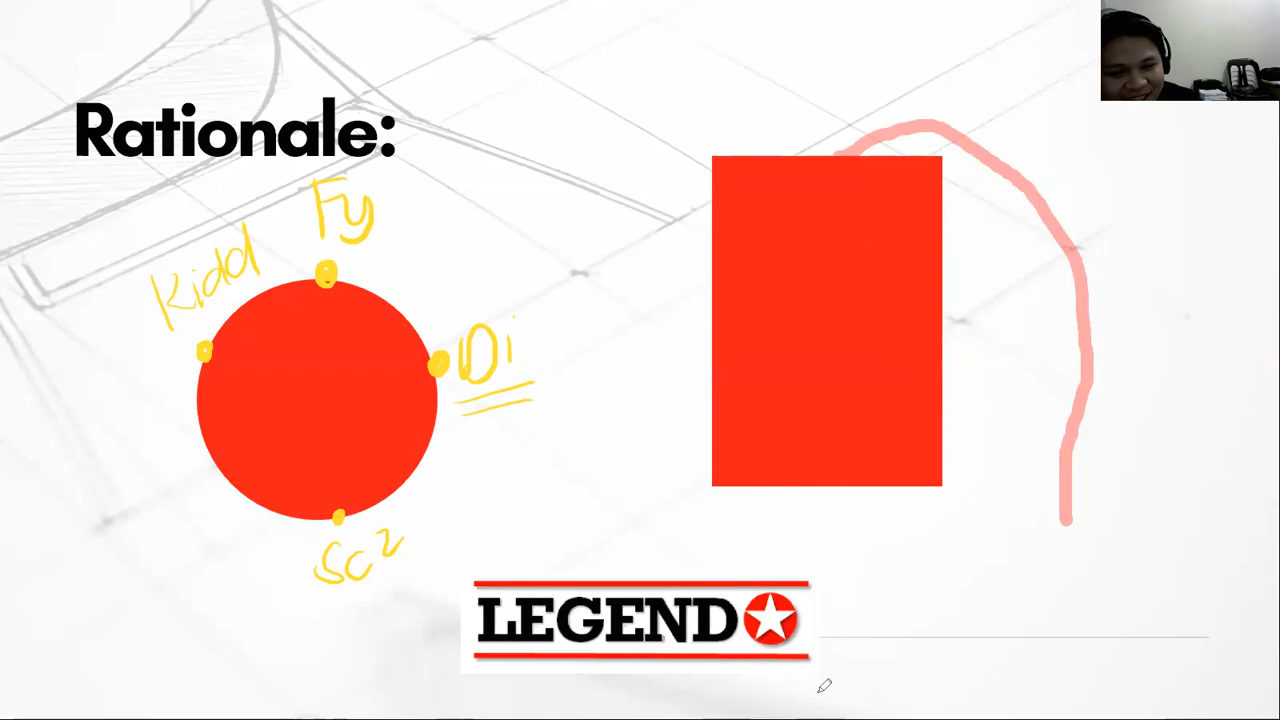 Rationale:
Fy
Kidd
Di
Sc²
LEGEND